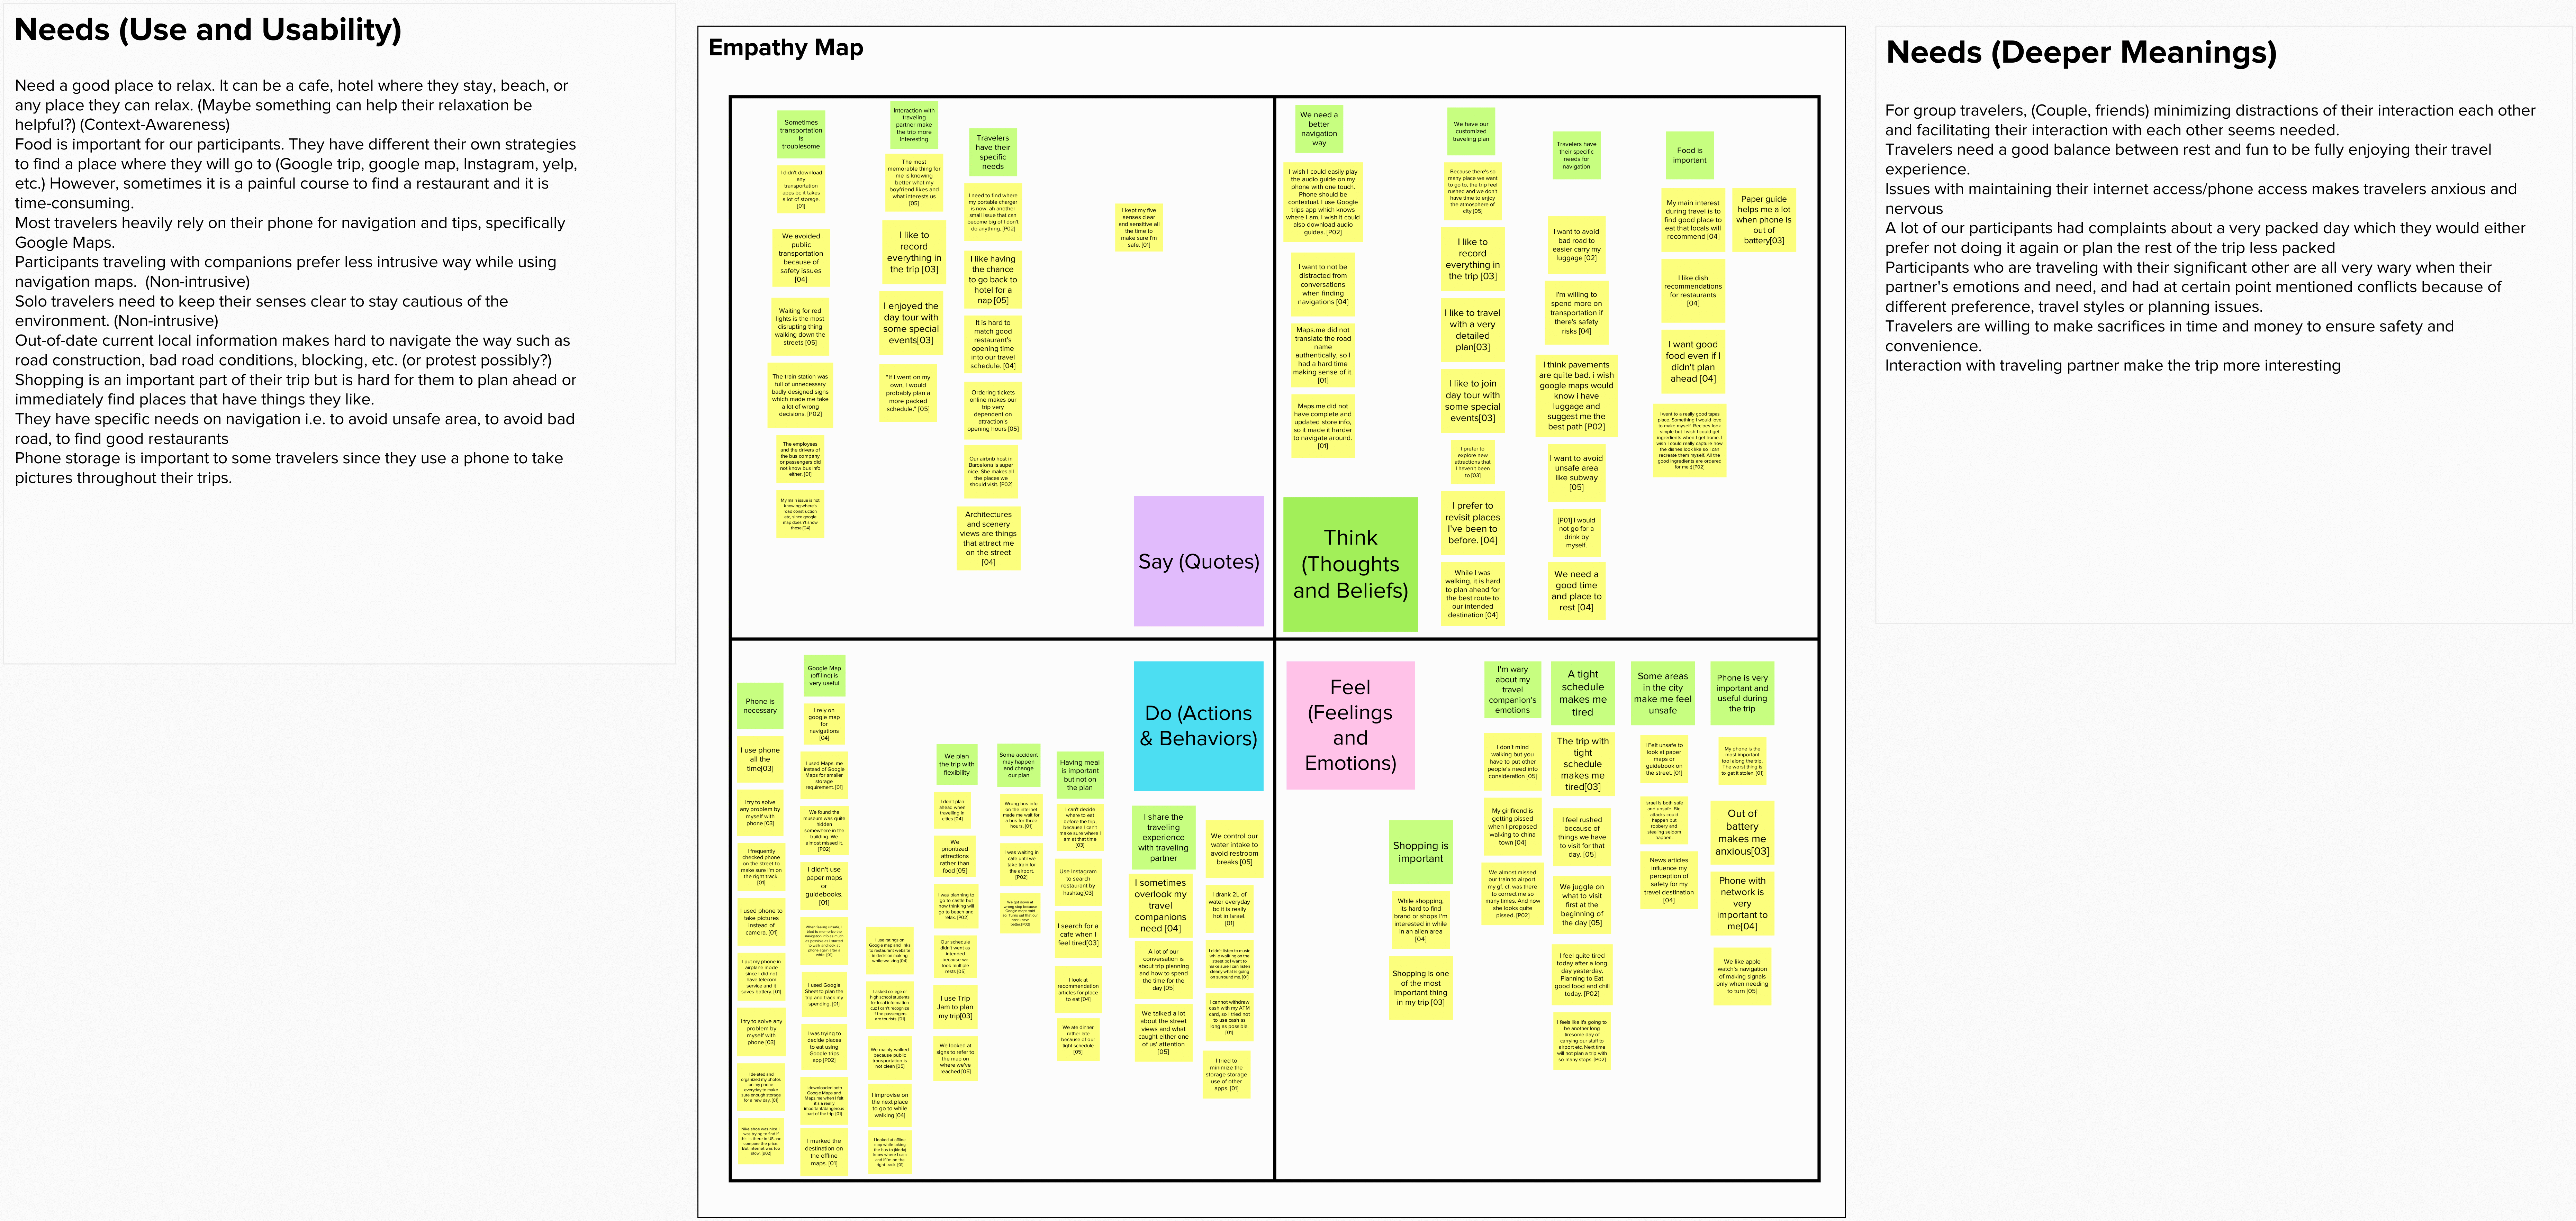 Needs (Use and Usability)
Need a good place to relax. It can be a cafe, hotel where they stay, beach, or
any place they can relax. (Maybe something can help their relaxation be
helpful?) (Context-Awareness)
Food is important for our participants. They have different their own strategies
to find a place where they will go to (Google trip, google map, Instagram, yelp,
etc.) However, sometimes it is a painful course to find a restaurant and it is
time-consuming.
Most travelers heavily rely on their phone for navigation and tips, specifically
Google Maps.
Participants traveling with companions prefer less intrusive way while using
navigation maps.  (Non-intrusive)
Solo travelers need to keep their senses clear to stay cautious of the
environment. (Non-intrusive)
Out-of-date current local information makes hard to navigate the way such as
road construction, bad road conditions, blocking, etc. (or protest possibly?)
Shopping is an important part of their trip but is hard for them to plan ahead or
immediately find places that have things they like.
They have specific needs on navigation i.e. to avoid unsafe area, to avoid bad
road, to find good restaurants
Phone storage is important to some travelers since they use a phone to take
pictures throughout their trips.
Empathy Map
Sometimes
transportation
is
troublesome
I didn't download
any
transportation
apps bc it takes
a lot of storage.
[01]
We avoided
public
transportation
because of
safety issues
[04]
Waiting for red
lights is the most
disrupting thing
walking down the
streets [05]
The train station was
full of unnecessary
badly designed signs
which made me take
a lot of wrong
decisions. [P02]
The employees
and the drivers of
the bus company
or passengers did
not know bus info
either. [01]
My main issue is not
knowing where's
road construction
etc, since google
map doesn't show
these [04]
Interaction with
traveling
partner make
the trip more
interesting
The most
memorable thing for
me is knowing
better what my
boyfriend likes and
what interests us
[05]
I like to
record
everything in
the trip [03]
I enjoyed the
day tour with
some special
events[03]
"If I went on my
own, I would
probably plan a
more packed
schedule." [05]
Travelers
have their
specific
needs
I need to find where
my portable charger
is now. ah another
small issue that can
become big of I don't
do anything. [P02]
I like having
the chance
to go back to
hotel for a
nap [05]
It is hard to
match good
restaurant's
opening time
into our travel
schedule. [04]
Ordering tickets
online makes our
trip very
dependent on
attraction's
opening hours [05]
Our airbnb host in
Barcelona is super
nice. She makes all
the places we
should visit. [P02]
Architectures
and scenery
views are things
that attract me
on the street
[04]
I kept my five
senses clear
and sensitive all
the time to
make sure I'm
safe. [01]
Say (Quotes)
We need a
better
navigation
way
I wish I could easily play
the audio guide on my
phone with one touch.
Phone should be
contextual. I use Google
trips app which knows
where I am. I wish it could
also download audio
guides. [P02]
I want to not be
distracted from
conversations
when finding
navigations [04]
Maps.me did not
translate the road
name
authentically, so I
had a hard time
making sense of it.
[01]
Maps.me did not
have complete and
updated store info,
so it made it harder
to navigate around.
[01]
Think
(Thoughts
and Beliefs)
We have our
customized
traveling plan
Because there's so
many place we want
to go to, the trip feel
rushed and we don't
have time to enjoy
the atmosphere of
city [05]
I like to
record
everything in
the trip [03]
I like to travel
with a very
detailed
plan[03]
I like to join
day tour with
some special
events[03]
I prefer to
explore new
attractions that
I haven't been
to [03]
I prefer to
revisit places
I've been to
before. [04]
While I was
walking, it is hard
to plan ahead for
the best route to
our intended
destination [04]
Travelers have
their specific
needs for
navigation
I want to avoid
bad road to
easier carry my
luggage [02]
I'm willing to
spend more on
transportation if
there's safety
risks [04]
I think pavements
are quite bad. i wish
google maps would
know i have
luggage and
suggest me the
best path [P02]
I want to avoid
unsafe area
like subway
[05]
[P01] I would
not go for a
drink by
myself.
We need a
good time
and place to
rest [04]
Food is
important
My main interest
during travel is to
find good place to
eat that locals will
recommend [04]
I like dish
recommendations
for restaurants
[04]
I want good
food even if I
didn't plan
ahead [04]
I went to a really good tapas
place. Something I would love
to make myself. Recipes look
simple but I wish I could get
ingredients when I get home. I
wish I could really capture how
the dishes look like so I can
recreate them myself. All the
good ingredients are ordered
for me :) [P02]
Paper guide
helps me a lot
when phone is
out of
battery[03]
Phone is
necessary
I use phone
all the
time[03]
I try to solve
any problem by
myself with
phone [03]
I frequently
checked phone
on the street to
make sure I'm on
the right track.
[01]
I used phone to
take pictures
instead of
camera. [01]
I put my phone in
airplane mode
since I did not
have telecom
service and it
saves battery. [01]
I try to solve any
problem by
myself with
phone [03]
I deleted and
organized my photos
on my phone
everyday to make
sure enough storage
for a new day. [01]
Nike shoe was nice. I
was trying to find if
this is there in US and
compare the price.
But internet was too
slow. [p02]
Google Map
(off-line) is
very useful
I rely on
google map
for
navigations
[04]
I used Maps. me
instead of Google
Maps for smaller
storage
requirement. [01]
We found the
museum was quite
hidden
somewhere in the
building. We
almost missed it.
[P02]
I didn't use
paper maps
or
guidebooks.
[01]
When feeling unsafe, I
tried to memorize the
navigation info as much
as possible as I started
to walk and look at
phone again after a
while. [01]
I used Google
Sheet to plan the
trip and track my
spending. [01]
I was trying to
decide places
to eat using
Google trips
app [P02]
I downloaded both
Google Maps and
Maps.me when I felt
it's a really
important/dangerous
part of the trip. [01]
I marked the
destination on
the offline
maps. [01]
I use ratings on
Google map and links
to restaurant website
in decision making
while walking [04]
I asked college or
high school students
for local information
cuz I can't recognize
if the passengers
are tourists. [01]
We mainly walked
because public
transportation is
not clean [05]
I improvise on
the next place
to go to while
walking [04]
I looked at offline
map while taking
the bus to (kinda)
know where I am
and if I'm on the
right track. [01]
We plan
the trip with
flexibility
I don't plan
ahead when
travelling in
cities [04]
We
prioritized
attractions
rather than
food [05]
I was planning to
go to castle but
now thinking will
go to beach and
relax. [P02]
Our schedule
didn't went as
intended
because we
took multiple
rests [05]
I use Trip
Jam to plan
my trip[03]
We looked at
signs to refer to
the map on
where we've
reached [05]
Some accident
may happen
and change
our plan
Wrong bus info
on the internet
made me wait for
a bus for three
hours. [01]
I was waiting in
cafe until we
take train for
the airport.
[P02]
We got down at
wrong stop because
Google maps said
so. Turns out that our
host knew
better [P02]
Having meal
is important
but not on
the plan
I can't decide
where to eat
before the trip,
because I can't
make sure where I
am at that time
[03]
Use Instagram
to search
restaurant by
hashtag[03]
I search for a
cafe when I
feel tired[03]
I look at
recommendation
articles for place
to eat [04]
We ate dinner
rather late
because of our
tight schedule
[05]
Do (Actions
& Behaviors)
I share the
traveling
experience
with traveling
partner
I sometimes
overlook my
travel
companions
need [04]
A lot of our
conversation is
about trip planning
and how to spend
the time for the
day [05]
We talked a lot
about the street
views and what
caught either one
of us' attention
[05]
We control our
water intake to
avoid restroom
breaks [05]
I drank 2L of
water everyday
bc it is really
hot in Israel.
[01]
I didn't listen to music
while walking on the
street bc I want to
make sure I can listen
clearly what is going
on surround me. [01]
I cannot withdraw
cash with my ATM
card, so I tried not
to use cash as
long as possible.
[01]
I tried to
minimize the
storage storage
use of other
apps. [01]
Feel
(Feelings
and
Emotions)
Shopping is
important
While shopping,
its hard to find
brand or shops I'm
interested in while
in an alien area
[04]
Shopping is one
of the most
important thing
in my trip [03]
I'm wary
about my
travel
companion's
emotions
I don't mind
walking but you
have to put other
people's need into
consideration [05]
My girlfriend is
getting pissed
when I proposed
walking to china
town [04]
We almost missed
our train to airport.
my gf, cf, was there
to correct me so
many times. And now
she looks quite
pissed. [P02]
A tight
schedule
makes me
tired
The trip with
tight
schedule
makes me
tired[03]
I feel rushed
because of
things we have
to visit for that
day. [05]
We juggle on
what to visit
first at the
beginning of
the day [05]
I feel quite tired
today after a long
day yesterday.
Planning to Eat
good food and chill
today. [P02]
I feels like it's going to
be another long
tiresome day of
carrying our stuff to
airport etc. Next time
will not plan a trip with
so many stops. [P02]
Some areas
in the city
make me feel
unsafe
I Felt unsafe to
look at paper
maps or
guidebook on
the street. [01]
Israel is both safe
and unsafe. Big
attacks could
happen but
robbery and
stealing seldom
happen.
News articles
influence my
perception of
safety for my
travel destination
[04]
Phone is very
important and
useful during
the trip
My phone is the
most important
tool along the trip.
The worst thing is
to get it stolen. [01]
Out of
battery
makes me
anxious[03]
Phone with
network is
very
important to
me[04]
We like apple
watch's navigation
of making signals
only when needing
to turn [05]
Needs (Deeper Meanings)
For group travelers, (Couple, friends) minimizing distractions of their interaction each other
and facilitating their interaction with each other seems needed.
Travelers need a good balance between rest and fun to be fully enjoying their travel
experience.
Issues with maintaining their internet access/phone access makes travelers anxious and
nervous
A lot of our participants had complaints about a very packed day which they would either
prefer not doing it again or plan the rest of the trip less packed
Participants who are traveling with their significant other are all very wary when their
partner's emotions and need, and had at certain point mentioned conflicts because of
different preference, travel styles or planning issues.
Travelers are willing to make sacrifices in time and money to ensure safety and
convenience.
Interaction with traveling partner make the trip more interesting